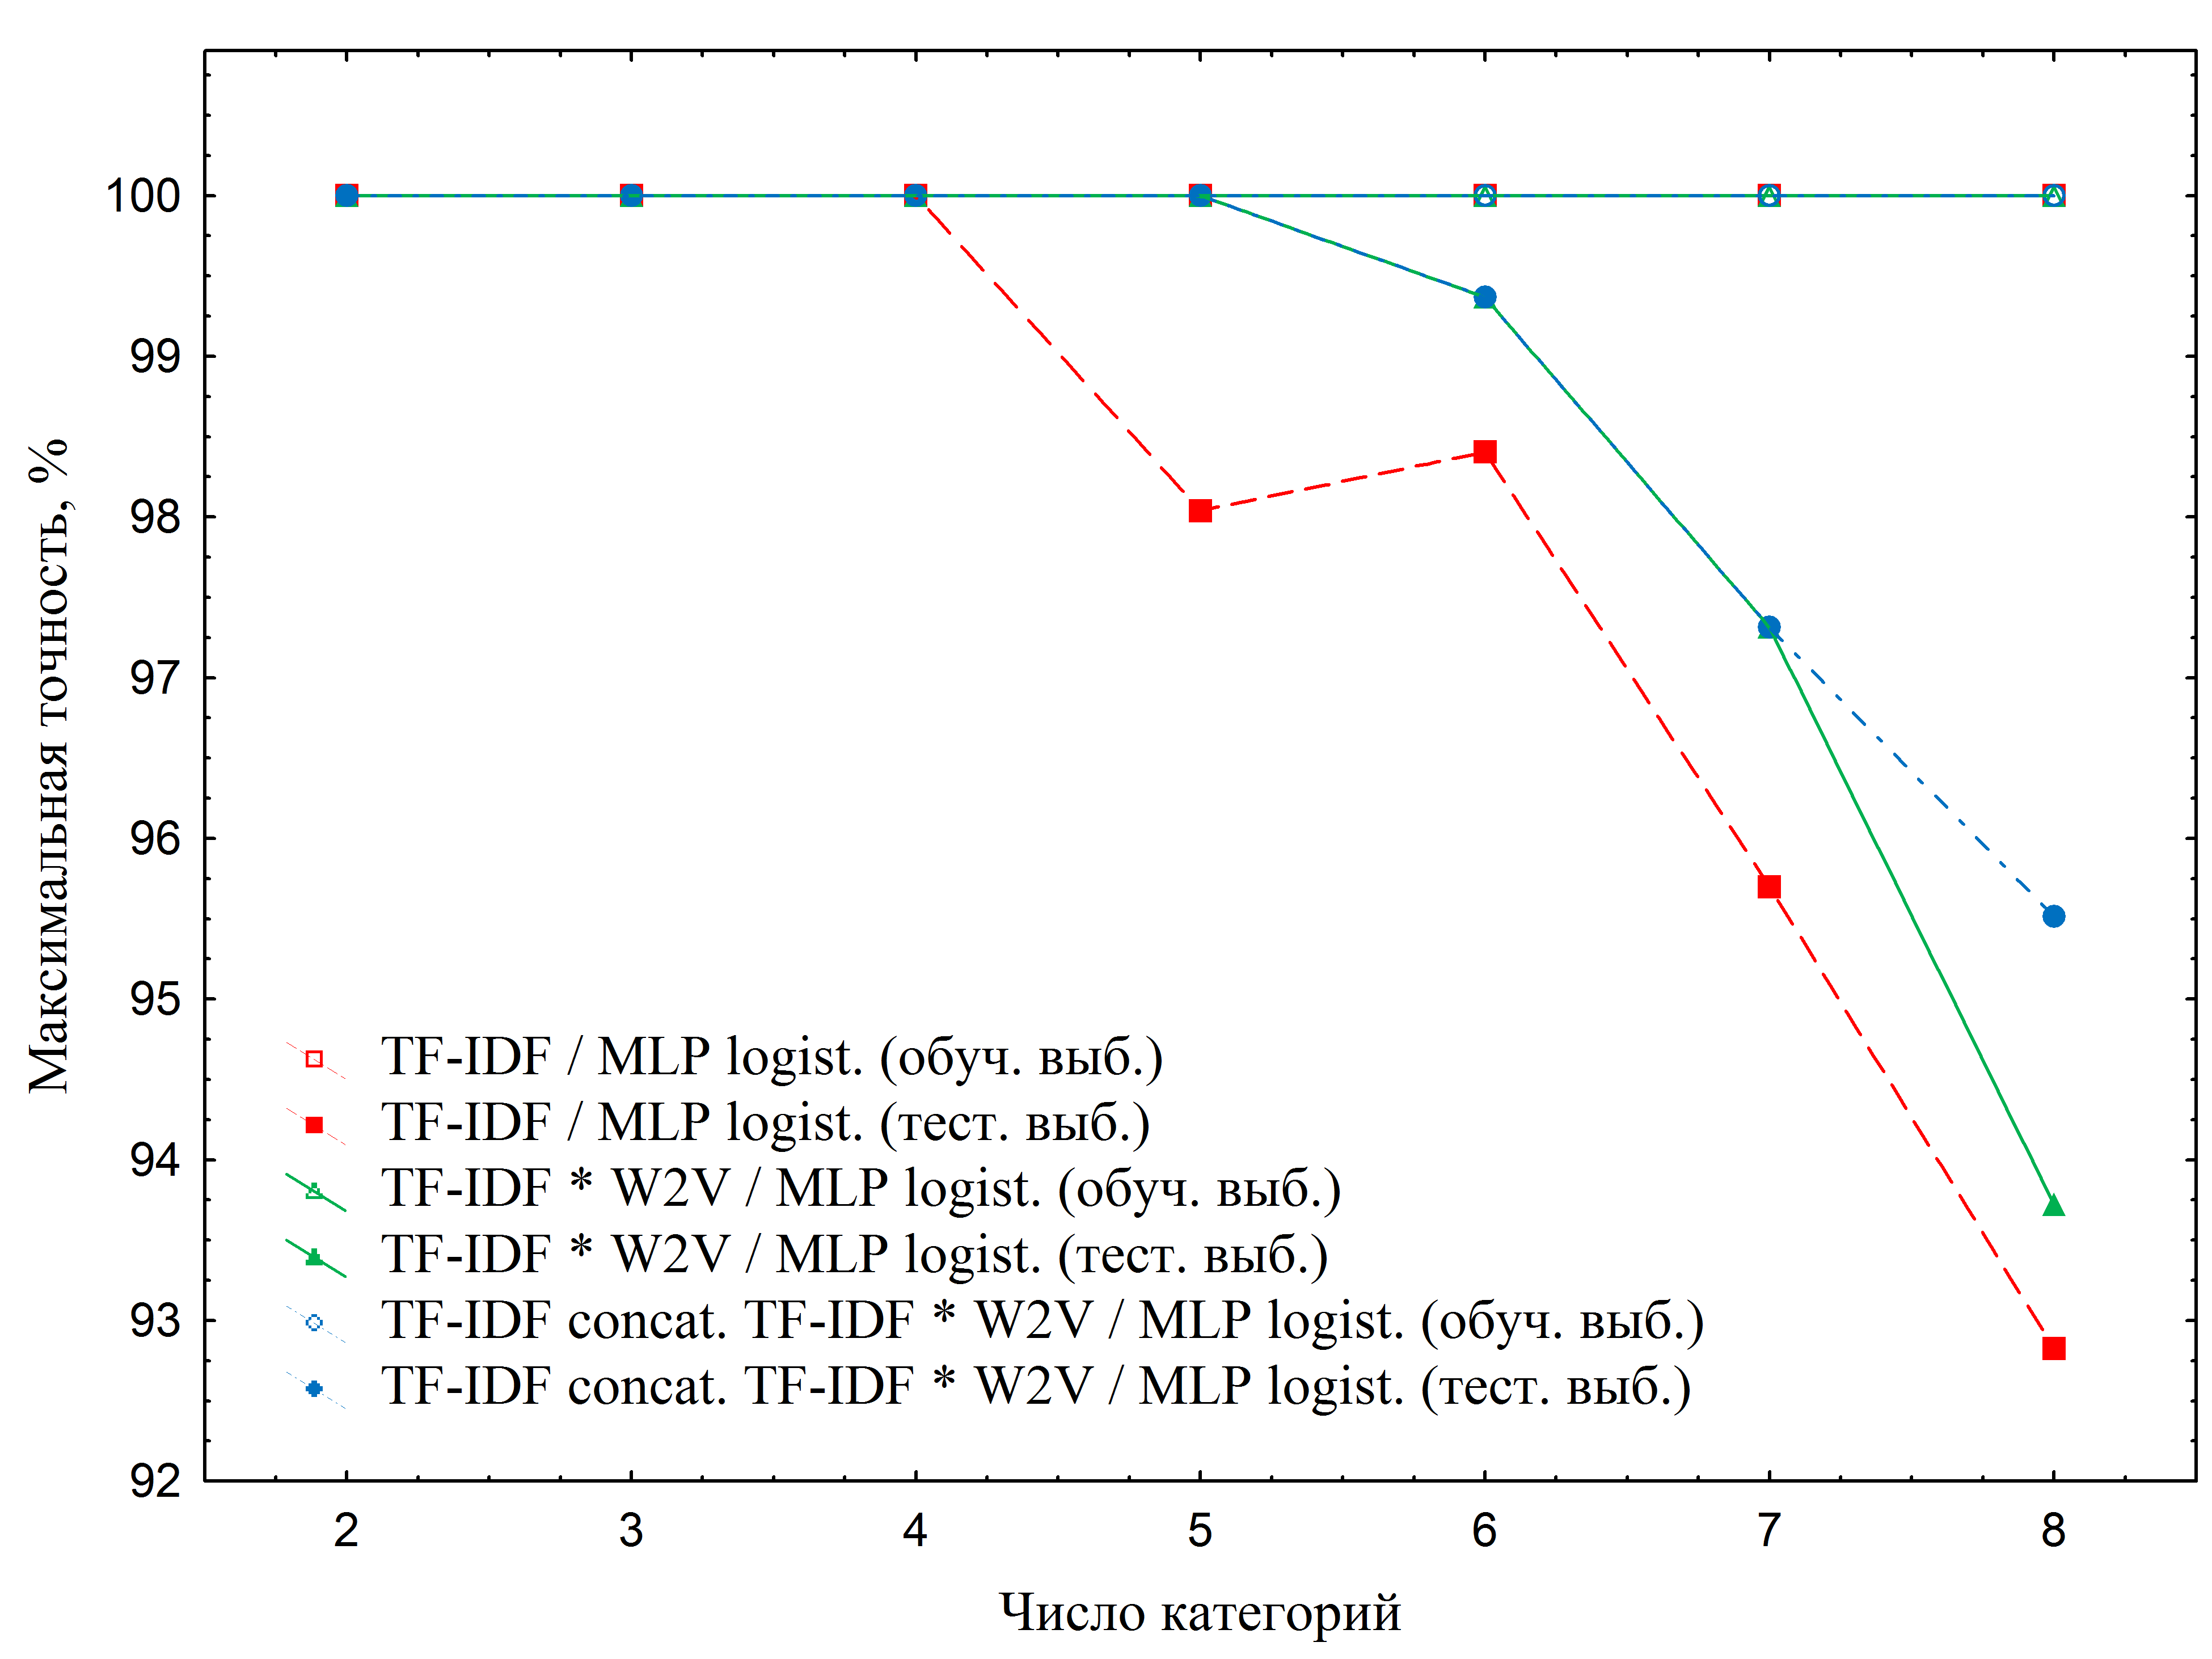 Максимальная точность, %
100
99
98
97
96
95
94
93
92
TF-IDF / MLP logist. (обуч. выб.)
TF-IDF / MLP logist. (тест. выб.)
TF-IDF * W2V / MLP logist. (обуч. выб.)
TF-IDF * W2V / MLP logist. (тест. выб.)
TF-IDF concat. TF-IDF * W2V / MLP logist. (обуч. выб.)
TF-IDF concat. TF-IDF * W2V / MLP logist. (тест. выб.)
2 3 4 5 6 7 8
Число категорий